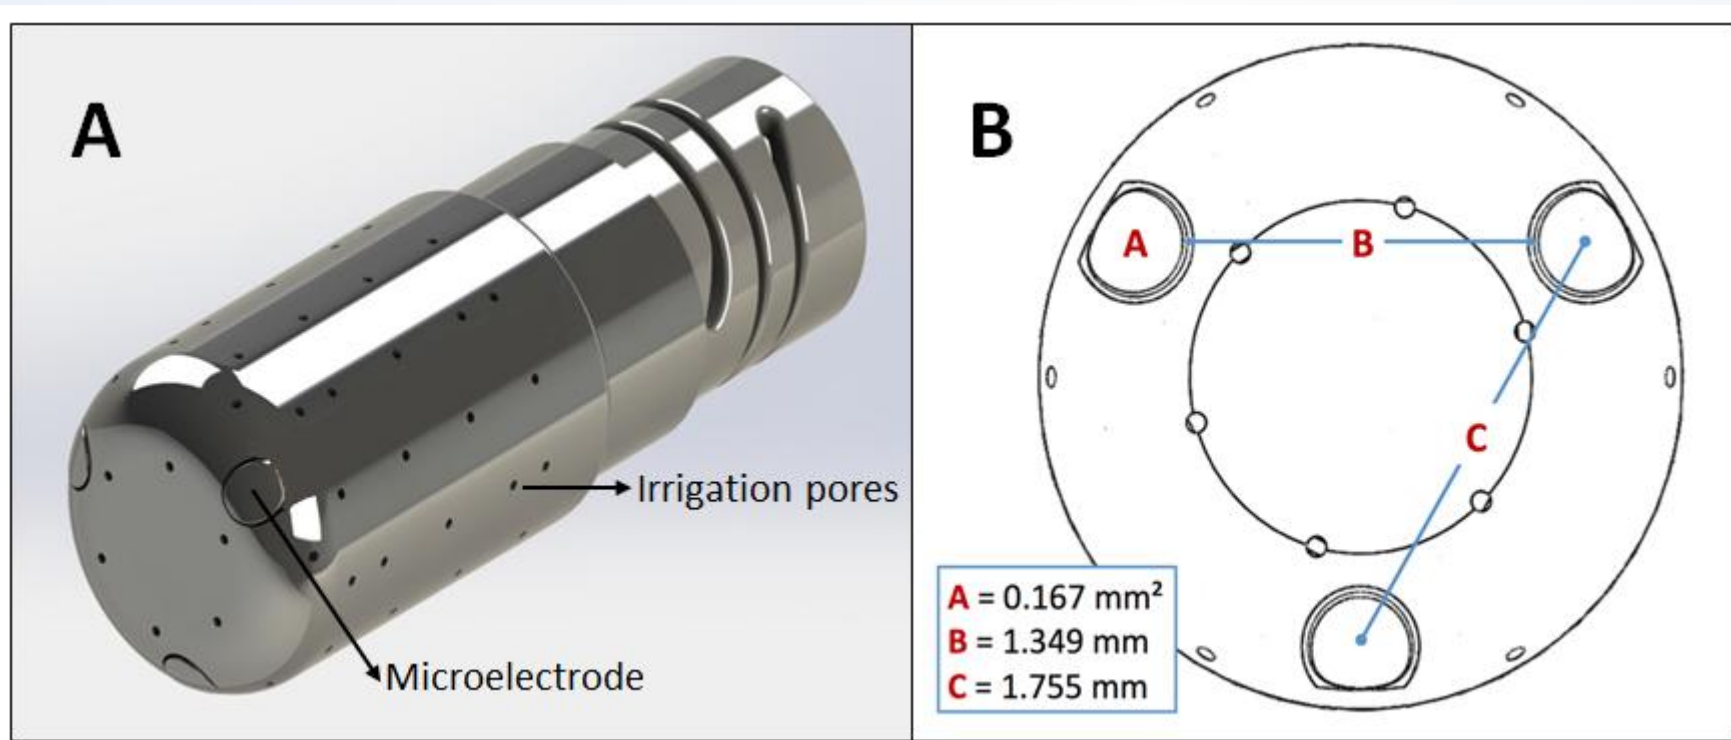 A
Irrigation pores
Microelectrode
B
A
B
C
A = 0.167 mm²
B = 1.349 mm
C = 1.755 mm